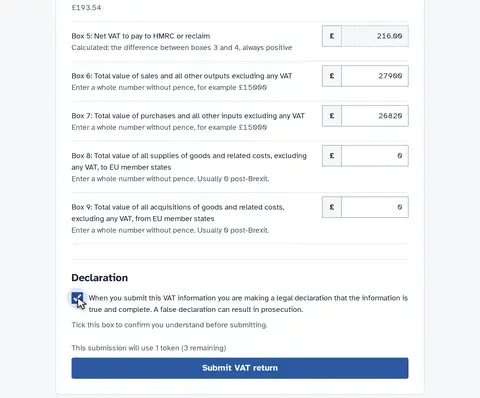 £193.54
Box 5: Net VAT to pay to HMRC or reclaim
£ 216.00
Calculated: the difference between boxes 3 and 4, always positive
Box 6: Total value of sales and all other outputs excluding any VAT
£ 27900
Enter a whole number without pence, for example £15000
Box 7: Total value of purchases and all other inputs excluding any VAT
£ 26820
Enter a whole number without pence, for example £15000
Box 8: Total value of all supplies of goods and related costs, excluding
any VAT, to EU member states
£ 0
Enter a whole number without pence. Usually 0 post-Brexit.
Box 9: Total value of all acquisitions of goods and related costs,
excluding any VAT, from EU member states
£ 0
Enter a whole number without pence. Usually 0 post-Brexit.
Declaration
When you submit this VAT information you are making a legal declaration that the information is
true and complete. A false declaration can result in prosecution.
Tick this box to confirm you understand before submitting.
This submission will use 1 token (3 remaining)
Submit VAT return